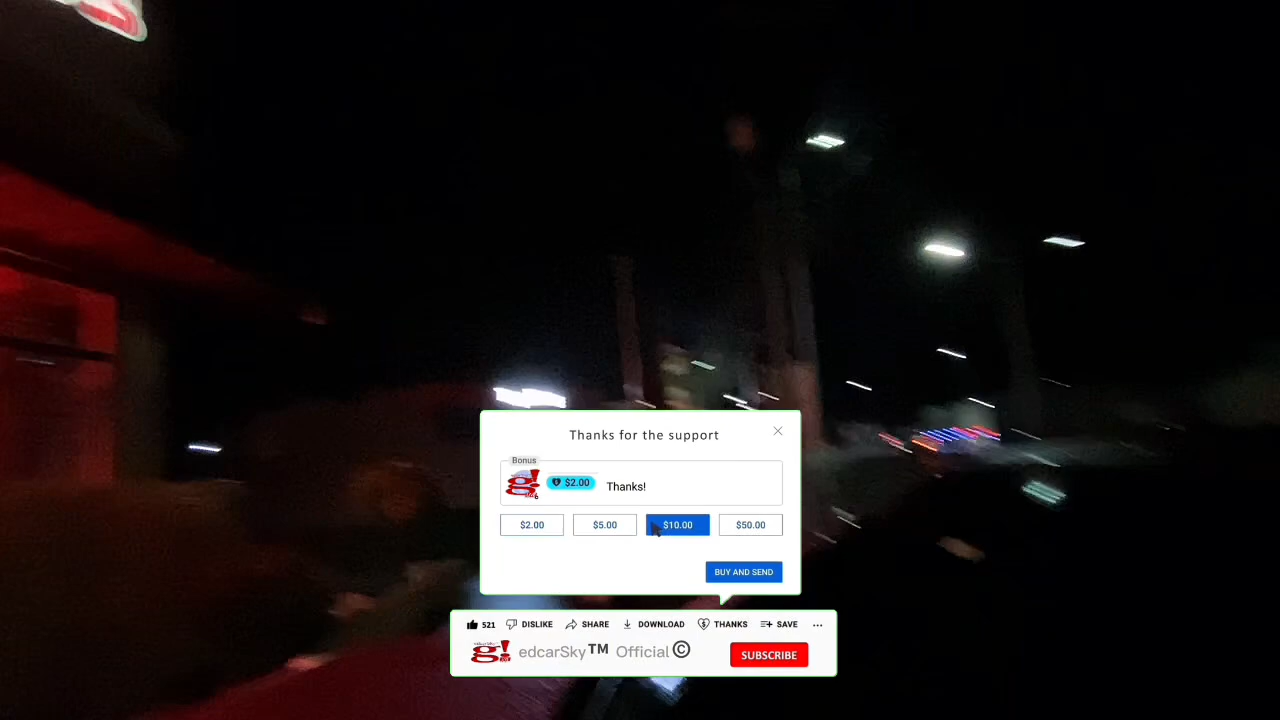 Thanks for the support
Bonus
g! $2.00 Thanks!
$2.00 $5.00 $10.00 $50.00
BUY AND SEND
521 DISLIKE SHARE DOWNLOAD THANKS SAVE
g! edcarSky™ Official ©
SUBSCRIBE